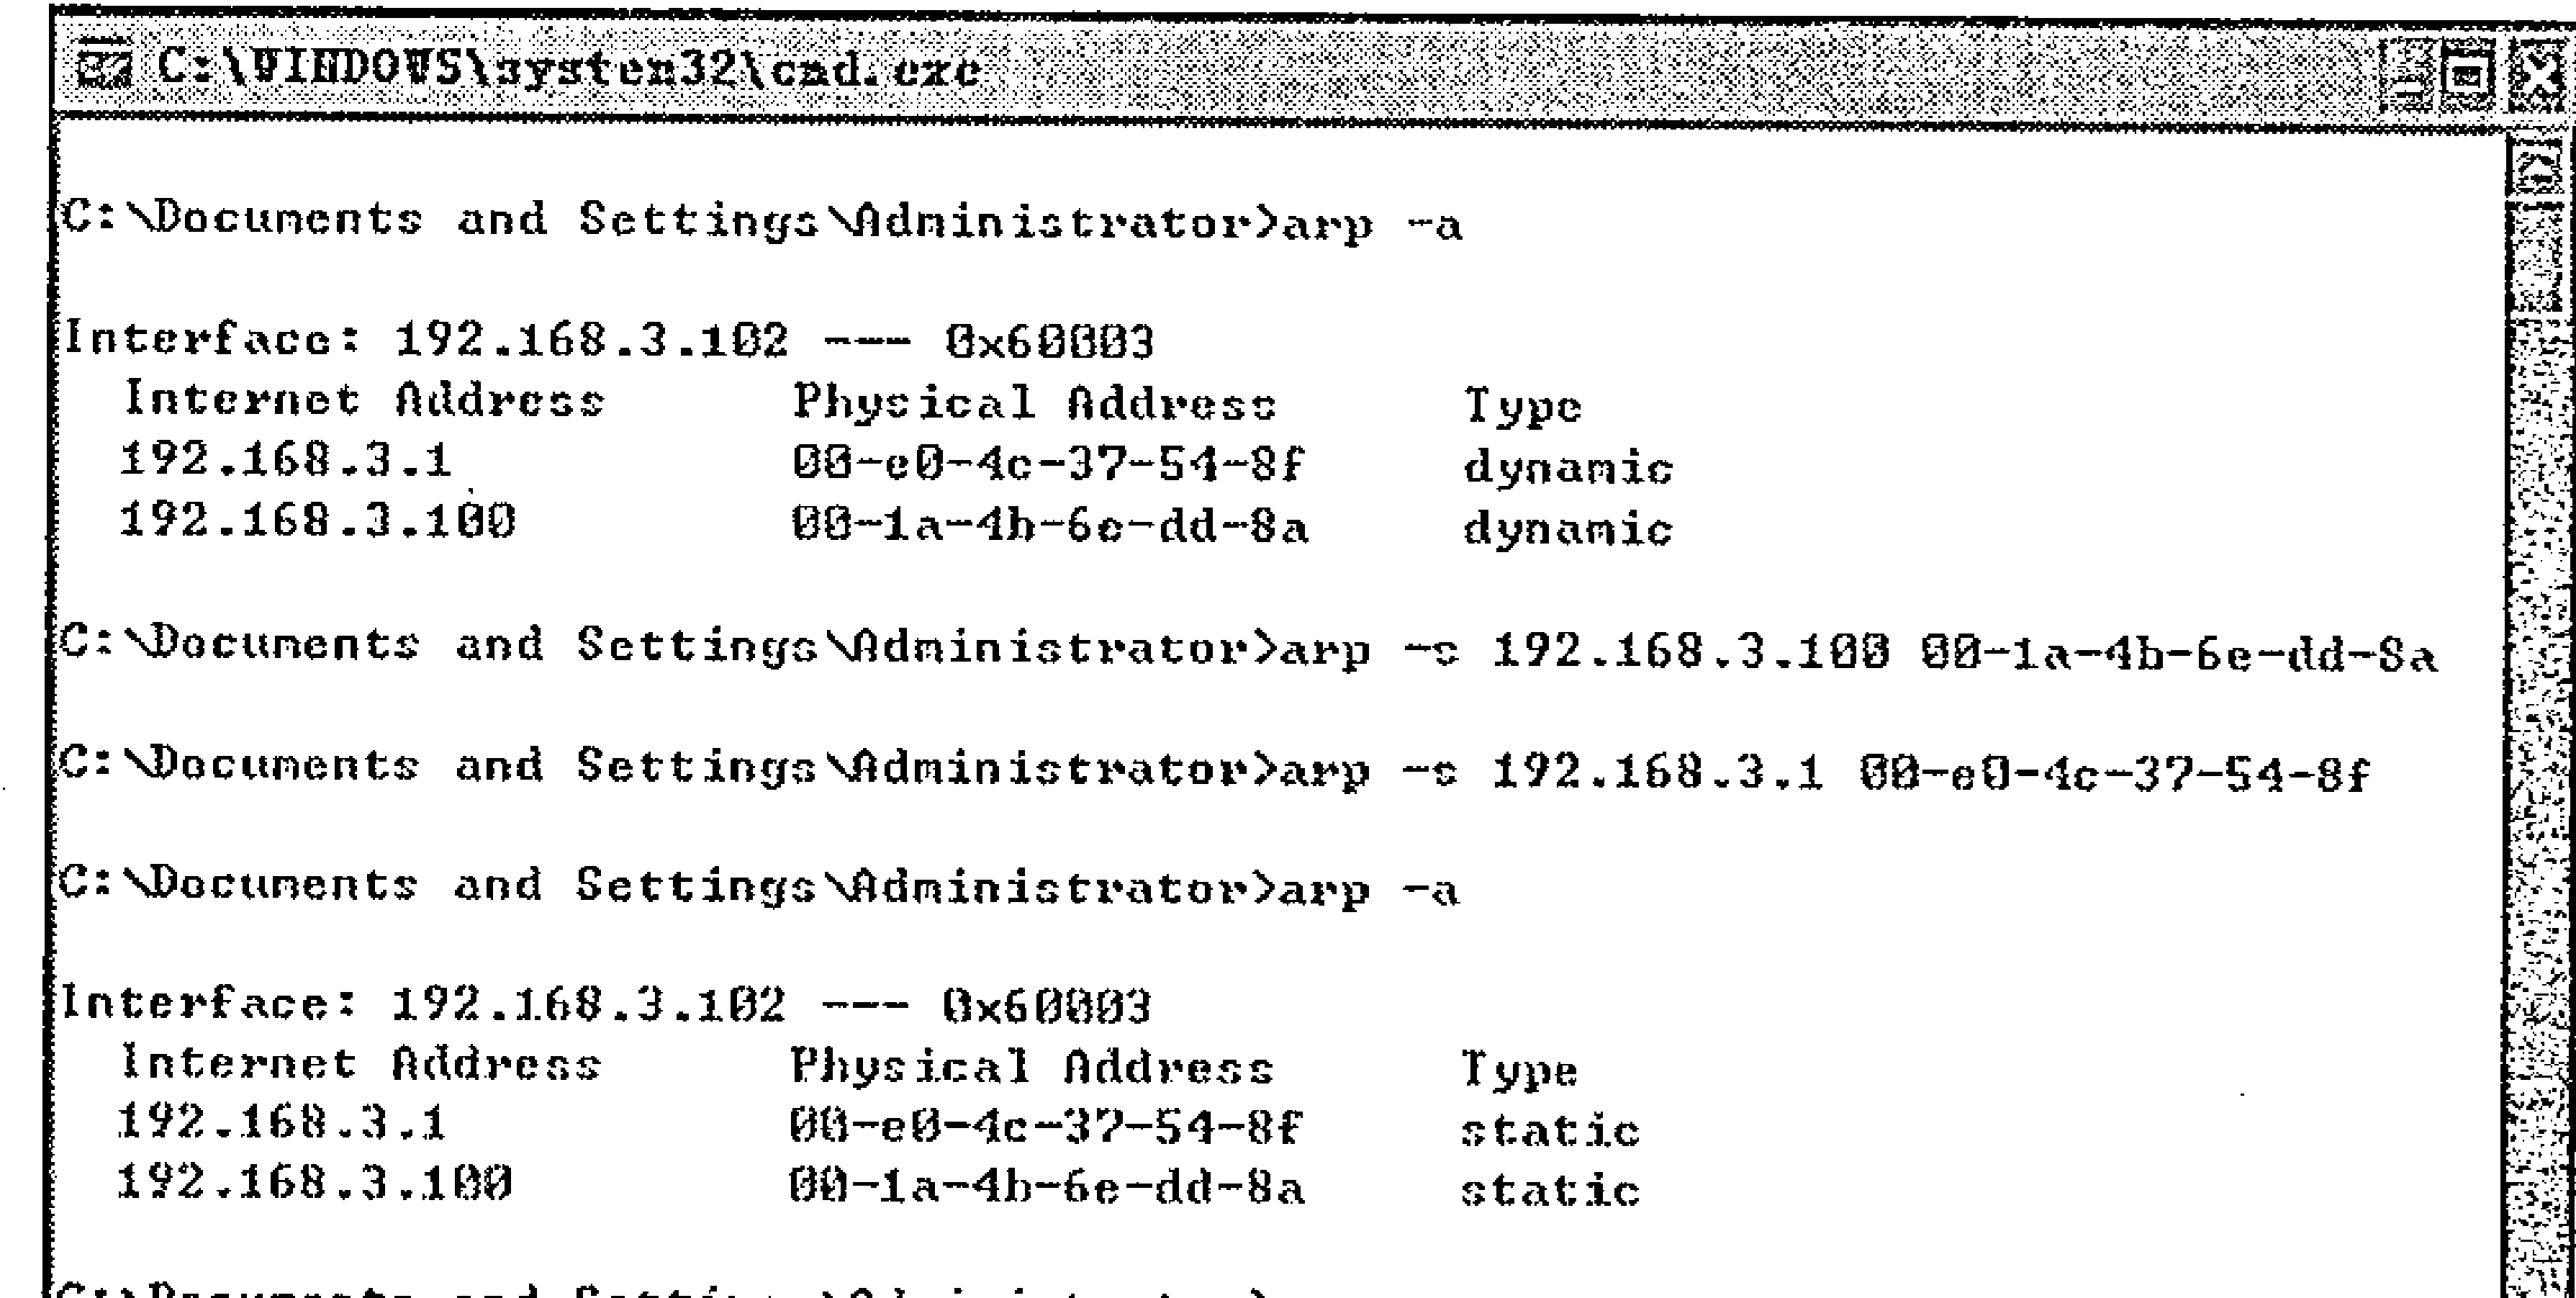 C:\WINDOWS\system32\cmd.exe
C:\Documents and Settings\Administrator>arp -a
Interface: 192.168.3.102 --- 0x60003
Internet Address Physical Address Type
192.168.3.1 00-e0-4c-37-54-8f dynamic
192.168.3.100 00-1a-4b-6e-dd-8a dynamic
C:\Documents and Settings\Administrator>arp -s 192.168.3.100 00-1a-4b-6e-dd-8a
C:\Documents and Settings\Administrator>arp -s 192.168.3.1 00-e0-4c-37-54-8f
C:\Documents and Settings\Administrator>arp -a
Interface: 192.168.3.102 --- 0x60003
Internet Address Physical Address Type
192.168.3.1 00-e0-4c-37-54-8f static
192.168.3.100 00-1a-4b-6e-dd-8a static
C:\Documents and Settings\Administrator>